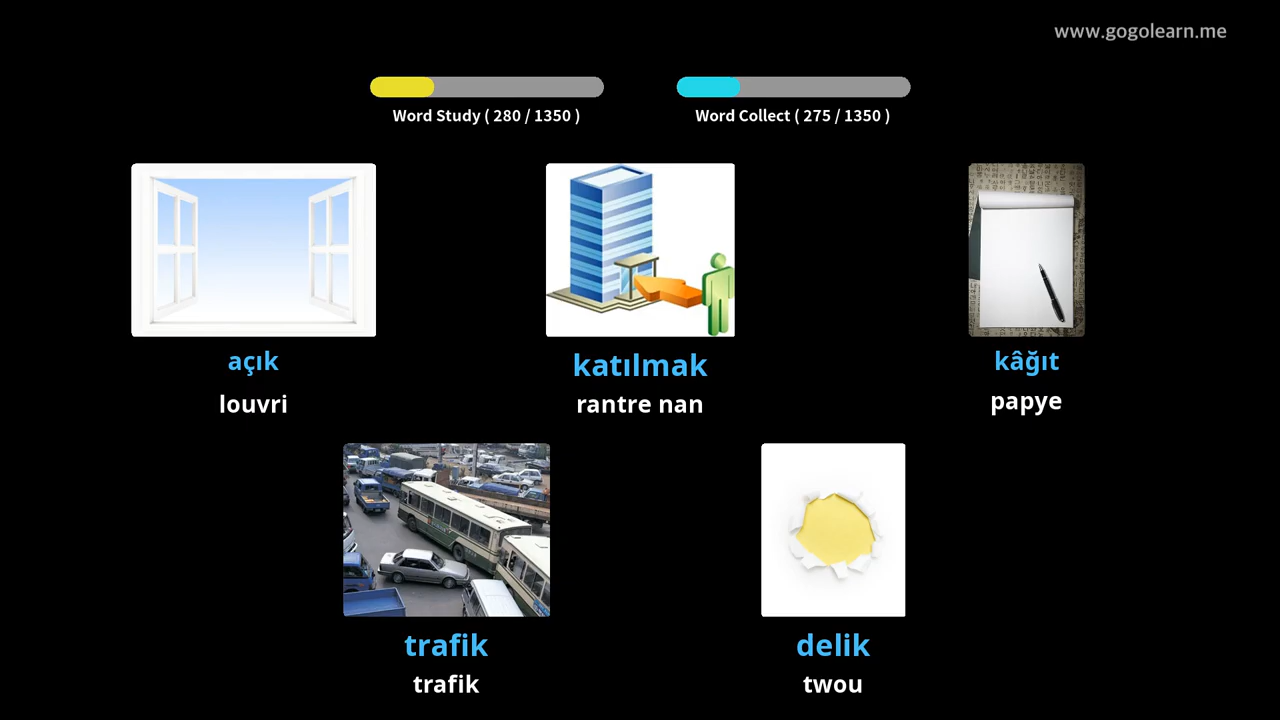 www.gogolearn.me
Word Study ( 280 / 1350 )
Word Collect ( 275 / 1350 )
açık
louvri
katılmak
rantre nan
kâğıt
papye
trafik
trafik
delik
twou